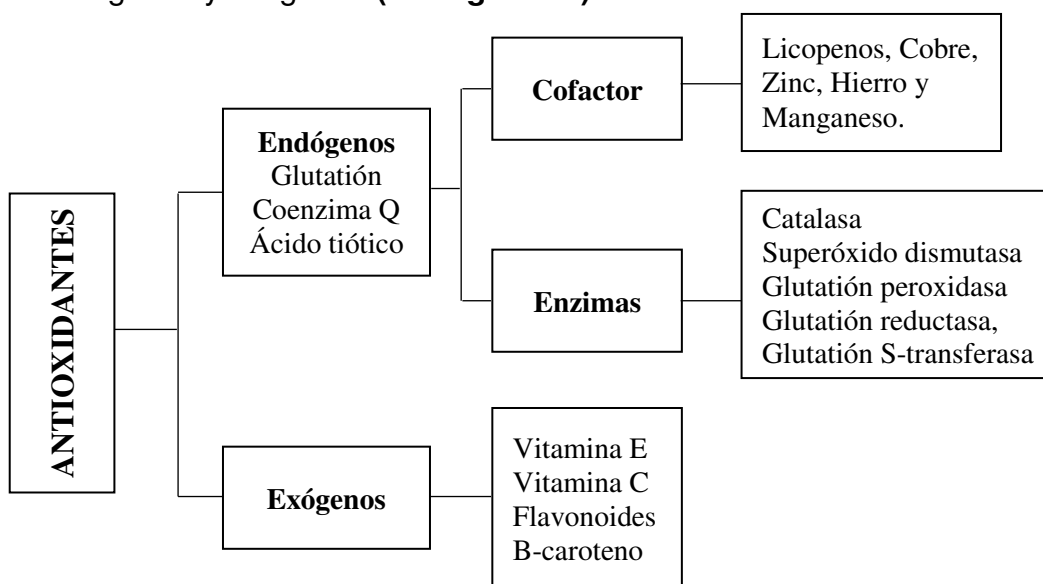 Licopenos, Cobre,
Zinc, Hierro y
Manganeso.
Cofactor
Endógenos
Glutatión
Coenzima Q
Ácido tiótico
ANTIOXIDANTES
Catalasa
Superóxido dismutasa
Glutatión peroxidasa
Glutatión reductasa,
Glutatión S-transferasa
Enzimas
Exógenos
Vitamina E
Vitamina C
Flavonoides
B-caroteno